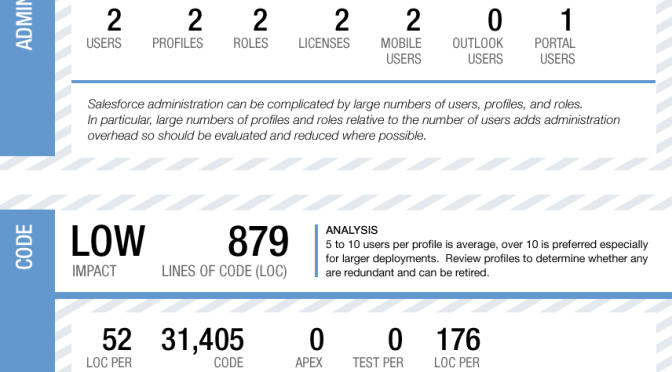 ADMIN
2 2 2 2 2 0 1
USERS PROFILES ROLES LICENSES MOBILE OUTLOOK PORTAL
USERS USERS USERS
Salesforce administration can be complicated by large numbers of users, profiles, and roles.
In particular, large numbers of profiles and roles relative to the number of users adds administration
overhead so should be evaluated and reduced where possible.
CODE
LOW 879
IMPACT LINES OF CODE (LOC)
ANALYSIS
5 to 10 users per profile is average, over 10 is preferred especially
for larger deployments. Review profiles to determine whether any
are redundant and can be retired.
52 31,405 0 0 176
LOC PER CODE APEX TEST PER LOC PER